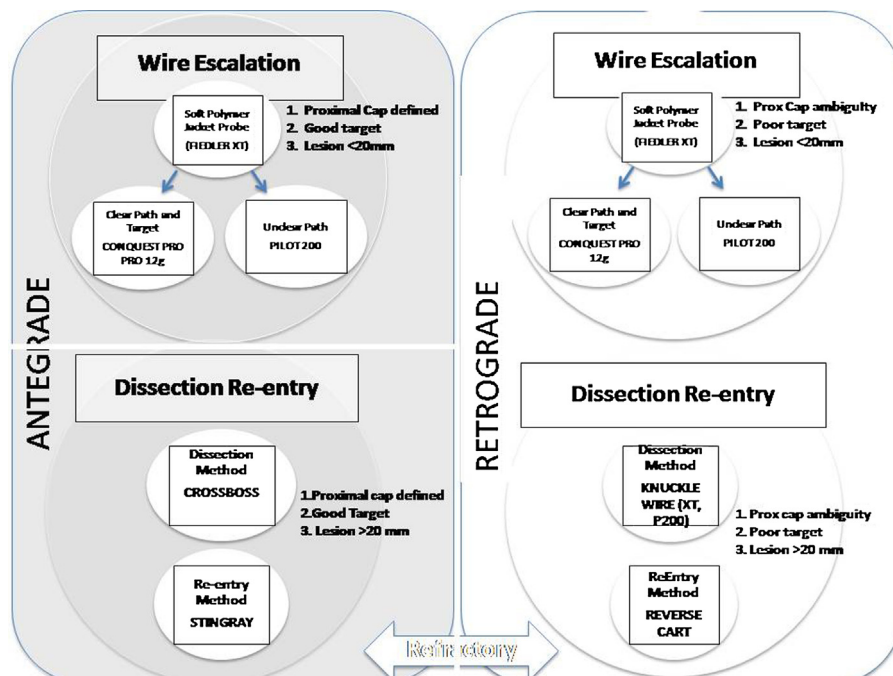 ANTEGRADE
Wire Escalation
Soft Polymer
Jacket Probe
(FIEDLER XT)
1. Proximal Cap defined
2. Good target
3. Lesion <20mm
Clear Path and
Target
CONQUEST PRO
PRO 12g
Unclear Path
PILOT 200
Dissection Re-entry
Dissection
Method
CROSSBOSS
1.Proximal cap defined
2.Good Target
3. Lesion >20 mm
Re-entry
Method
STINGRAY
RETROGRADE
Wire Escalation
Soft Polymer
Jacket Probe
(FIEDLER XT)
1. Prox Cap ambiguity
2. Poor target
3. Lesion <20mm
Clear Path and
Target
CONQUEST PRO
PRO 12g
Unclear Path
PILOT 200
Dissection Re-entry
Dissection
Method
KNUCKLE
WIRE (XT,
P200)
1. Prox cap ambiguity
2. Poor target
3. Lesion >20 mm
ReEntry
Method
REVERSE
CART
Refractory